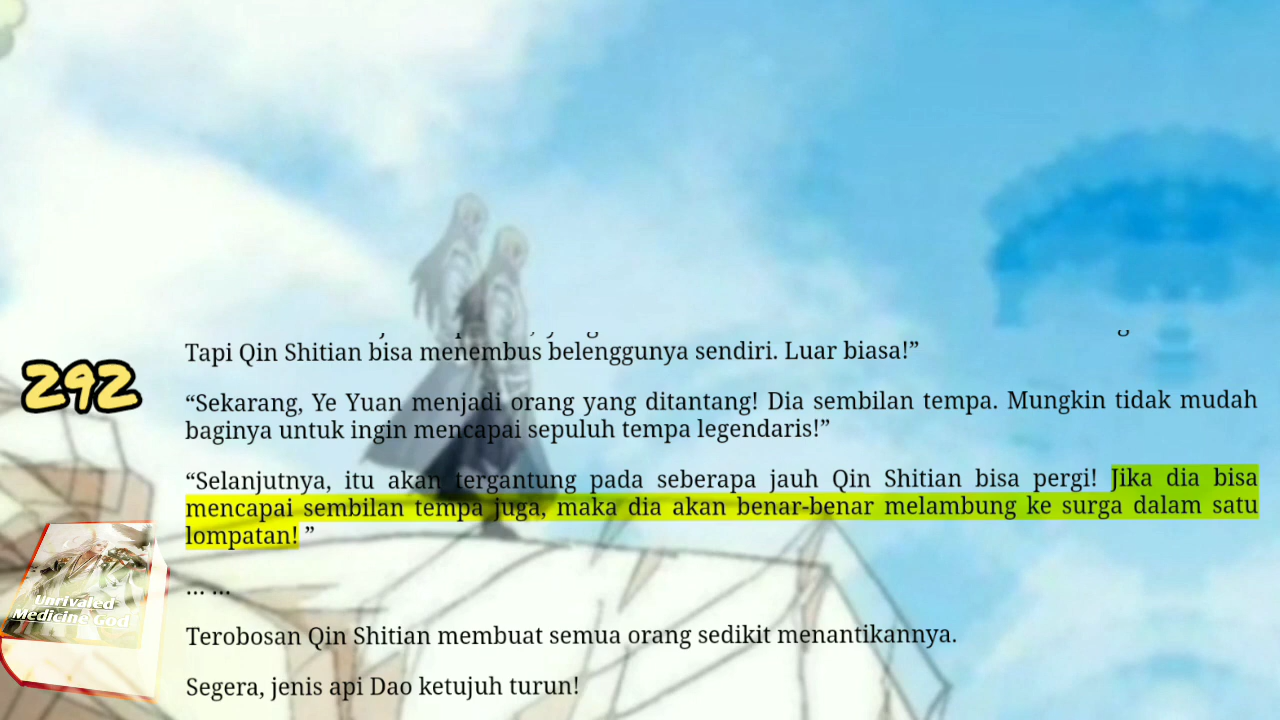 Tapi Qin Shitian bisa menembus belenggunya sendiri. Luar biasa!”
292
“Sekarang, Ye Yuan menjadi orang yang ditantang! Dia sembilan tempa. Mungkin tidak mudah
baginya untuk ingin mencapai sepuluh tempa legendaris!”
“Selanjutnya, itu akan tergantung pada seberapa jauh Qin Shitian bisa pergi! Jika dia bisa
mencapai sembilan tempa juga, maka dia akan benar-benar melambung ke surga dalam satu
lompatan! ”
... ...
Unrivaled
Medicine God
Terobosan Qin Shitian membuat semua orang sedikit menantikannya.
Segera, jenis api Dao ketujuh turun!